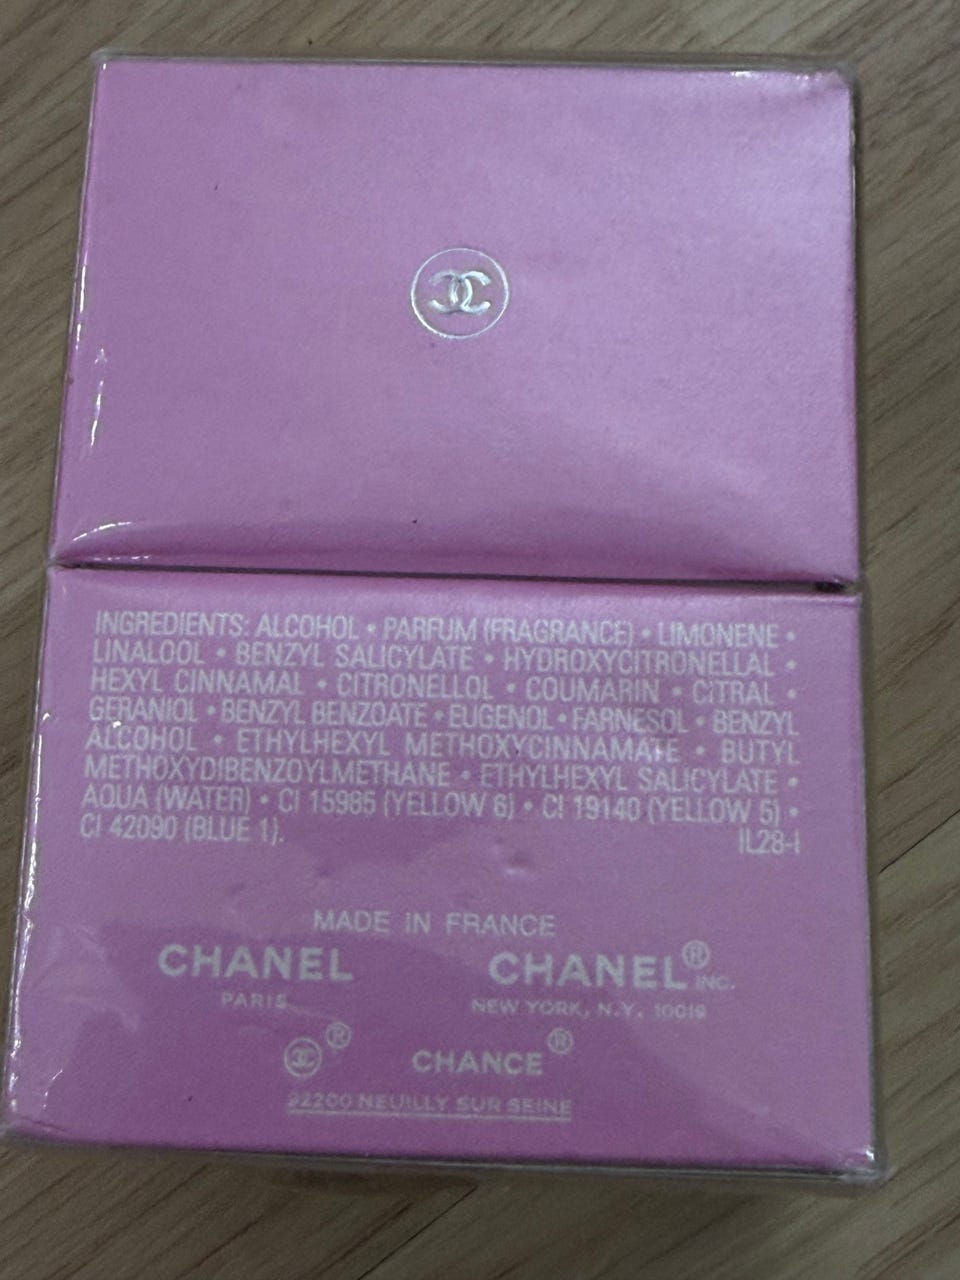 INGREDIENTS: ALCOHOL • PARFUM (FRAGRANCE) • LIMONENE •
LINALOOL • BENZYL SALICYLATE • HYDROXYCITRONELLAL •
HEXYL CINNAMAL • CITRONELLOL • COUMARIN • CITRAL •
GERANIOL • BENZYL BENZOATE • EUGENOL • FARNESOL • BENZYL
ALCOHOL • ETHYLHEXYL METHOXYCINNAMATE • BUTYL
METHOXYDIBENZOYLMETHANE • ETHYLHEXYL SALICYLATE •
AQUA (WATER) • CI 15985 (YELLOW 6) • CI 19140 (YELLOW 5) •
CI 42090 (BLUE 1). IL28-I
MADE IN FRANCE
CHANEL CHANEL® INC.
PARIS NEW YORK, N.Y. 10019
® CHANCE®
92200 NEUILLY SUR SEINE